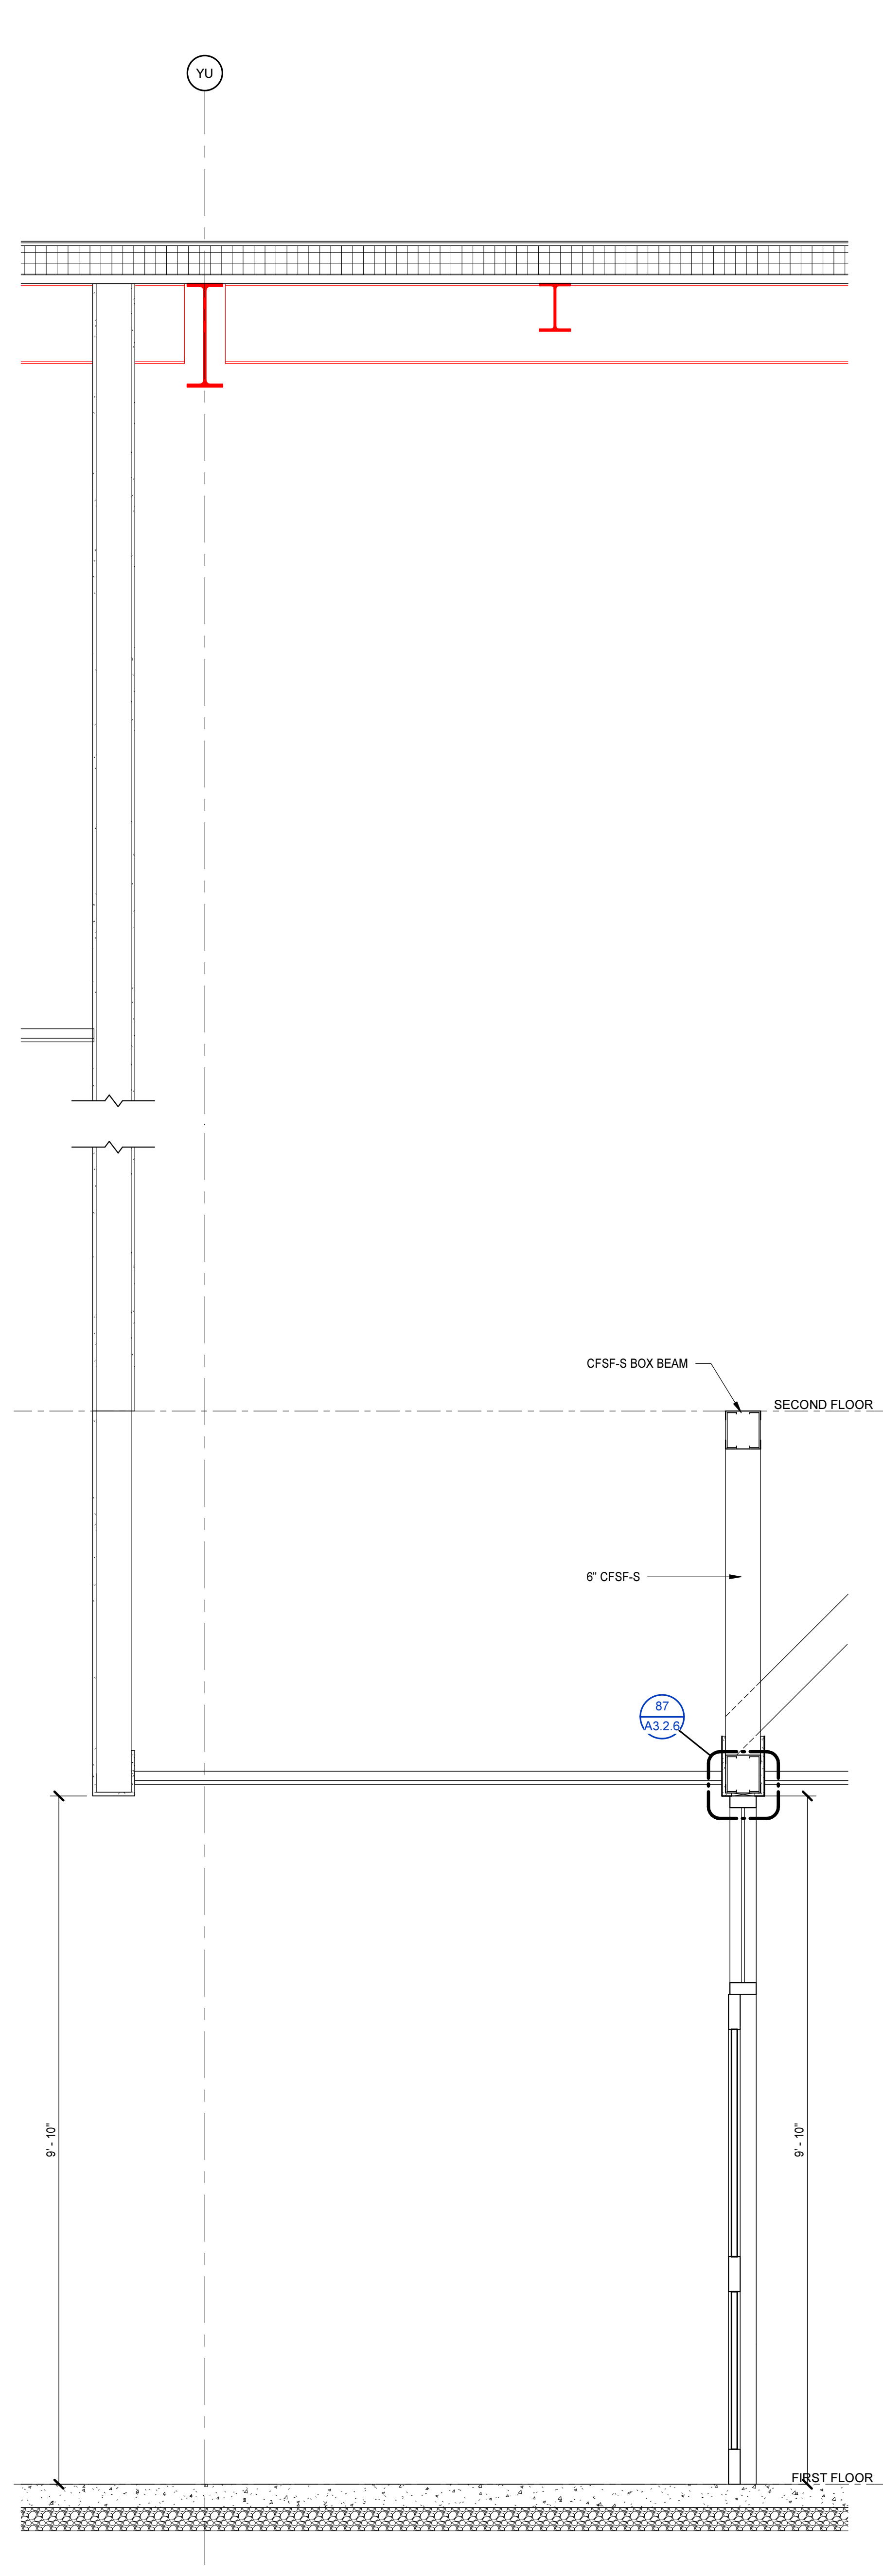 YU
CFSF-S BOX BEAM
SECOND FLOOR
6" CFSF-S
87
A3.2.6
9' - 10"
9' - 10"
FIRST FLOOR